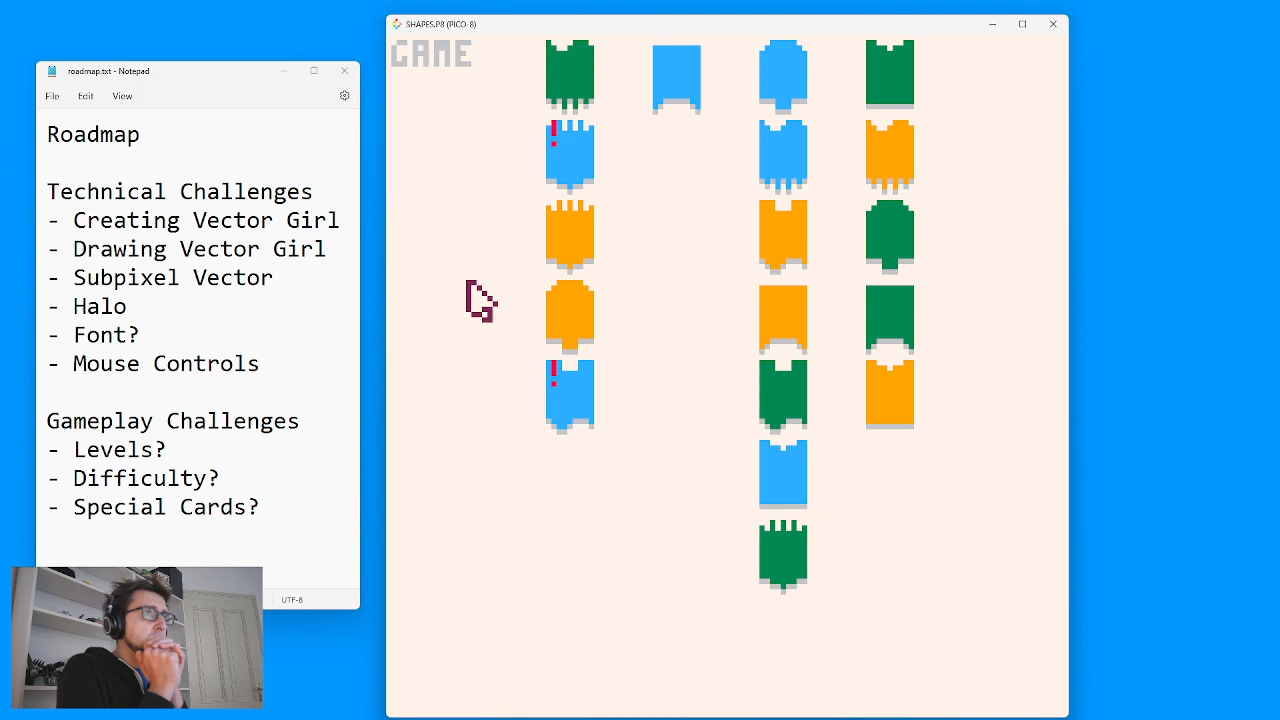 roadmap.txt - Notepad
File Edit View
Roadmap
Technical Challenges
- Creating Vector Girl
- Drawing Vector Girl
- Subpixel Vector
- Halo
- Font?
- Mouse Controls
Gameplay Challenges
- Levels?
- Difficulty?
- Special Cards?
UTF-8
SHAPES.P8 (PICO-8)
GAME
!
!